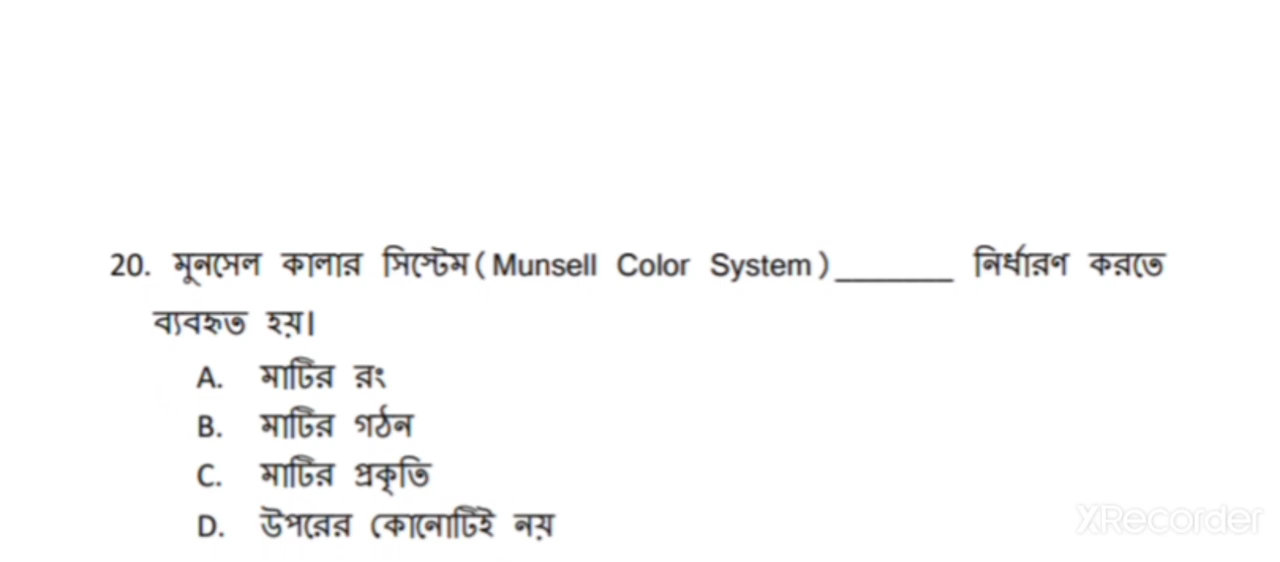 20. মুনসেল কালার সিস্টেম( Munsell Color System )_______ নির্ধারণ করতে
ব্যবহৃত হয়।
A. মাটির রং
B. মাটির গঠন
C. মাটির প্রকৃতি
D. উপরের কোনোটিই নয়
XRecorder